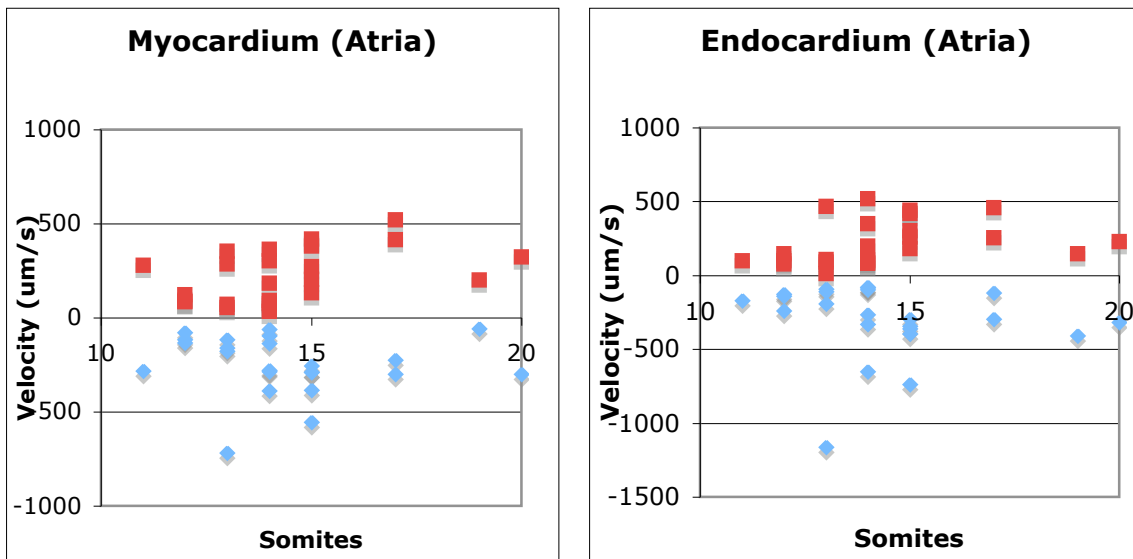 Myocardium (Atria)
1000
500
0
-500
-1000
10
15
20
Velocity (um/s)
Somites
Endocardium (Atria)
1000
500
0
-500
-1000
-1500
10
15
20
Velocity (um/s)
Somites